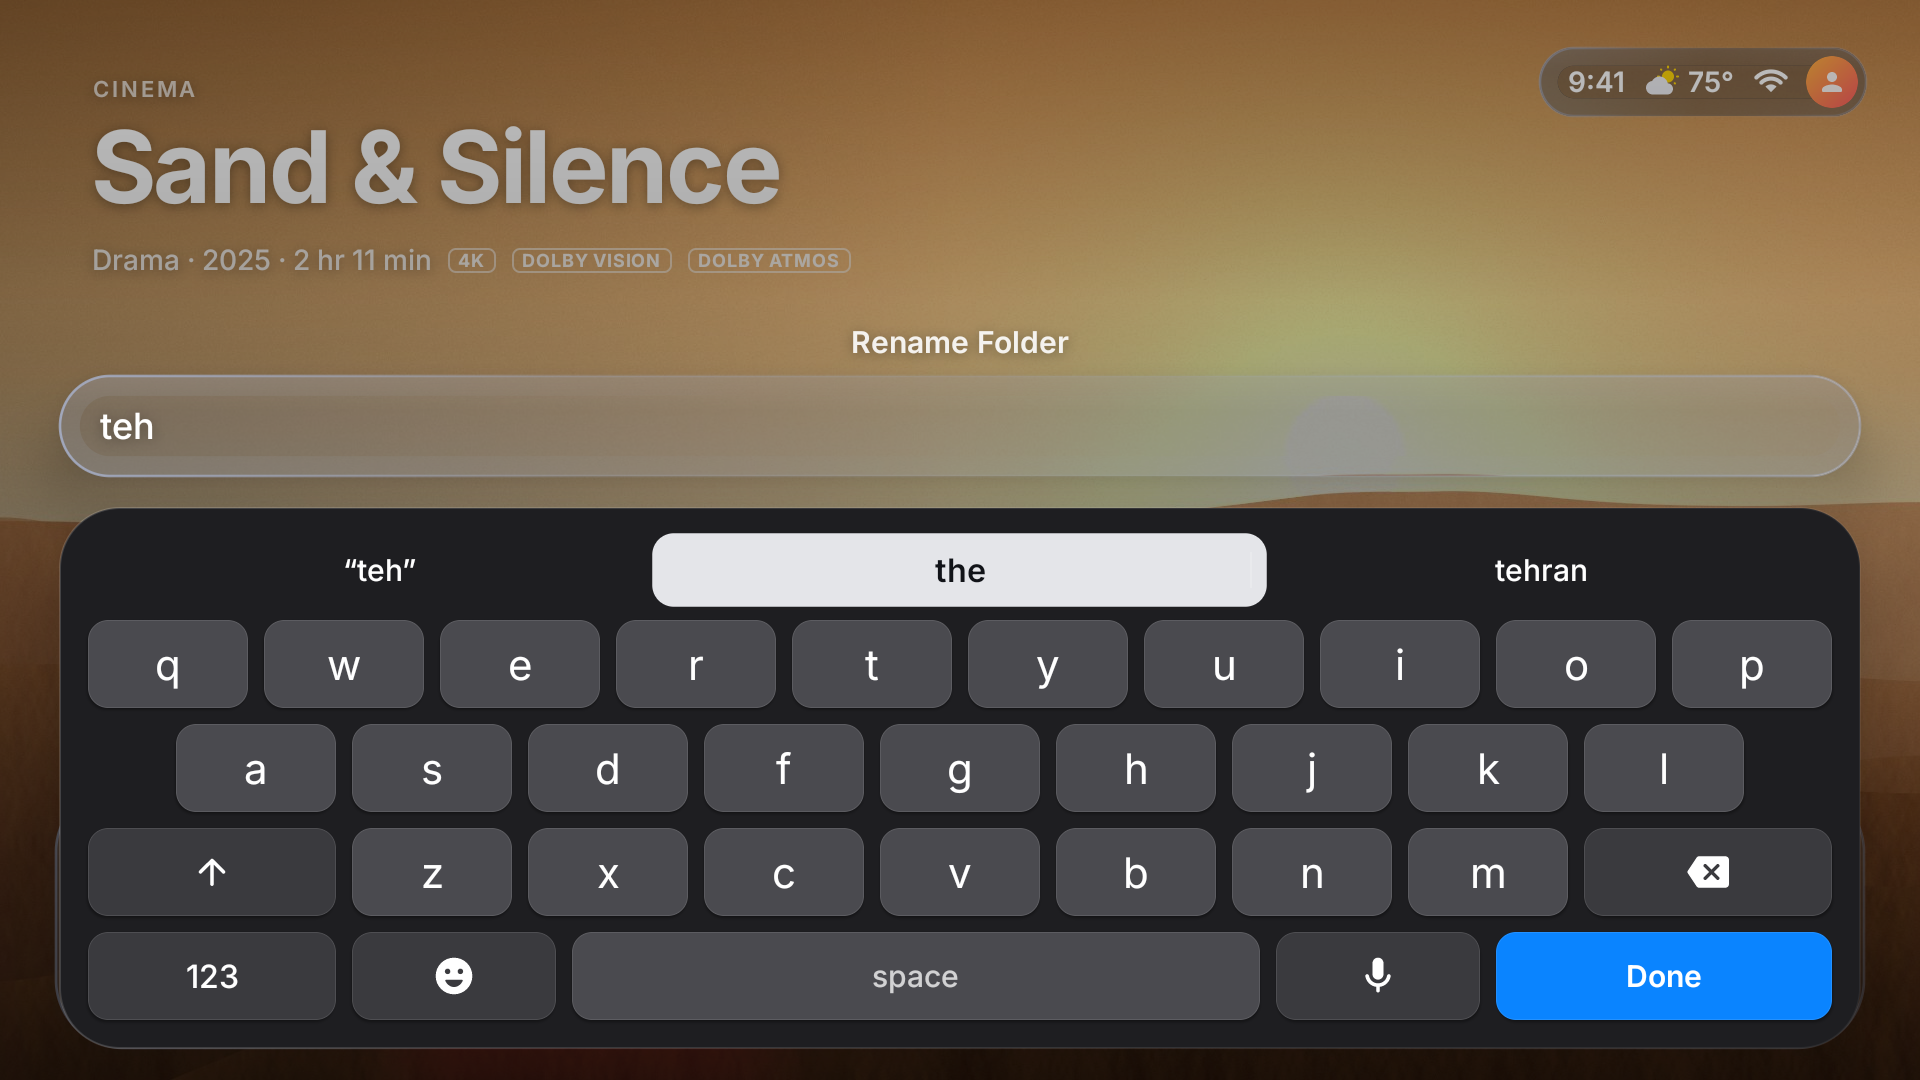 CINEMA
9:41 75°
Sand & Silence
Drama · 2025 · 2 hr 11 min 4K DOLBY VISION DOLBY ATMOS
Rename Folder
teh
“teh” the tehran
q w e r t y u i o p
a s d f g h j k l
z x c v b n m
123 space Done